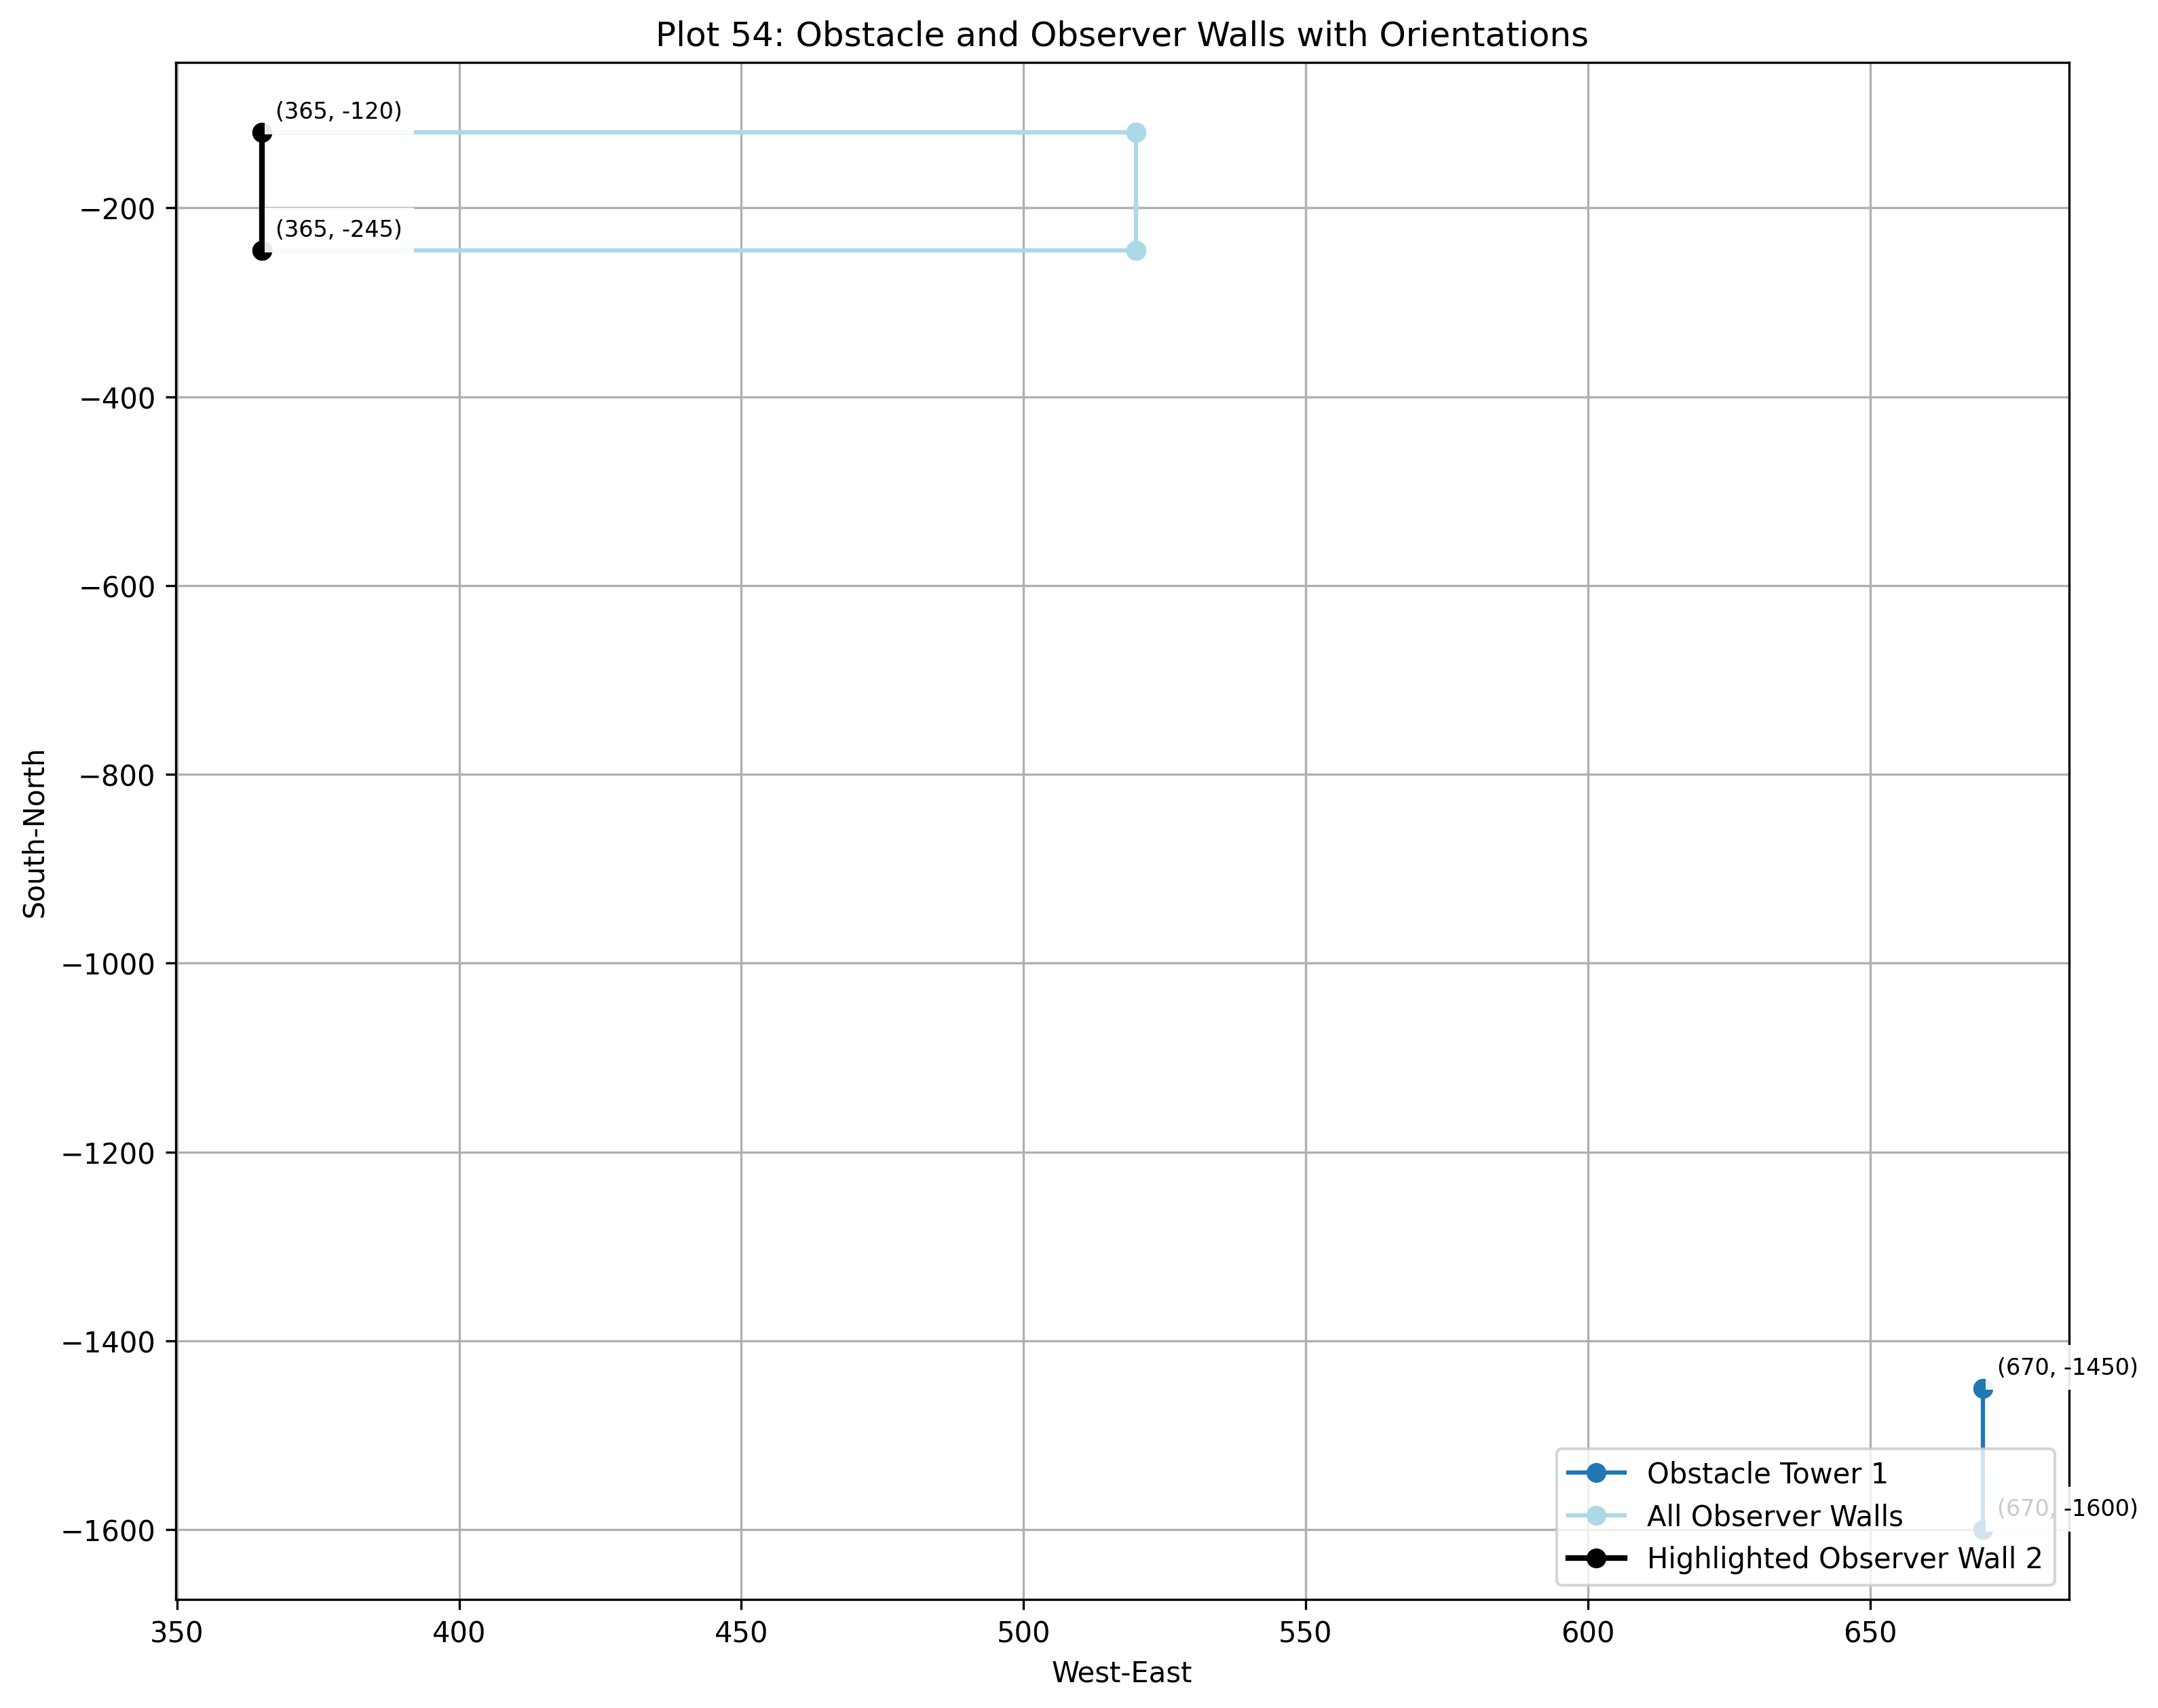 Plot 54: Obstacle and Observer Walls with Orientations
(365, -120)
(365, -245)
(670, -1450)
(670, -1600)
−200
−400
−600
−800
−1000
−1200
−1400
−1600
South-North
Obstacle Tower 1
All Observer Walls
Highlighted Observer Wall 2
350 400 450 500 550 600 650
West-East